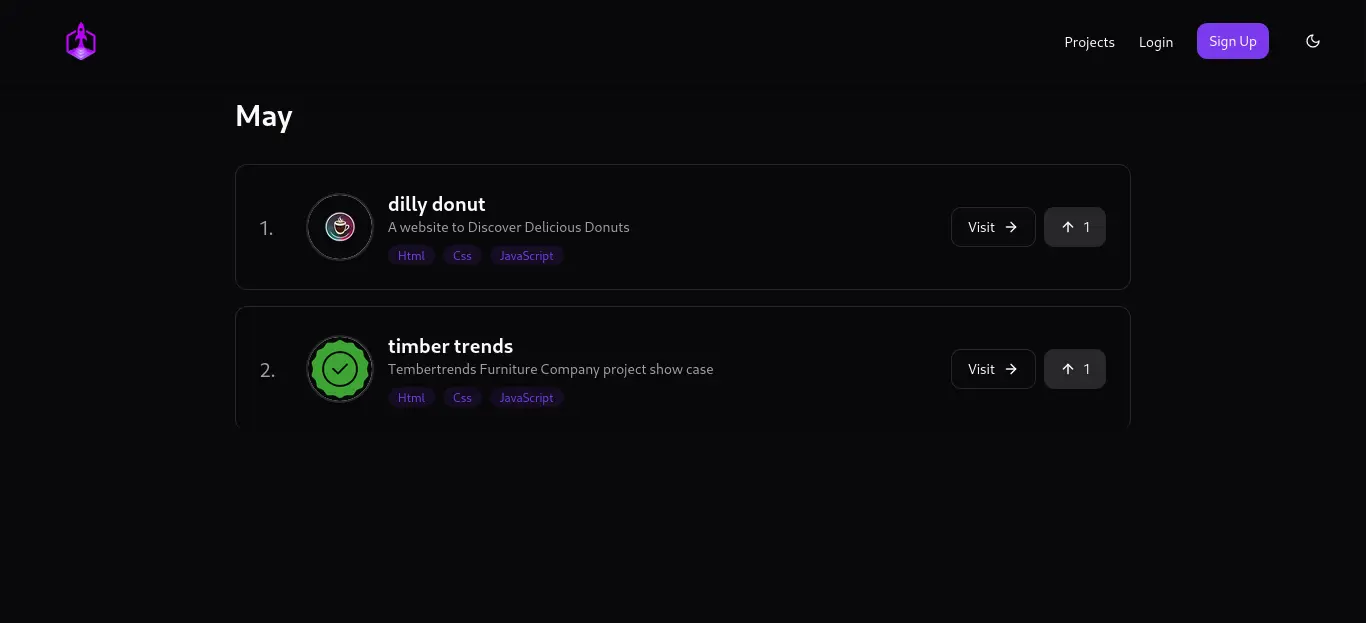 Projects Login Sign Up
May
1.
dilly donut
A website to Discover Delicious Donuts
Html Css JavaScript
Visit 1
2.
timber trends
Tembertrends Furniture Company project show case
Html Css JavaScript
Visit 1